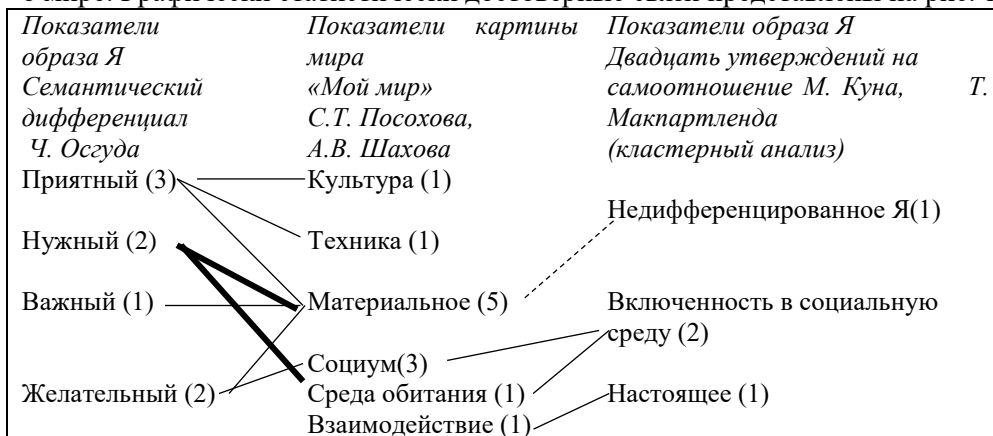 Показатели образа Я Семантический дифференциал Ч. Осгуда
Показатели картины мира «Мой мир» С.Т. Посохова, А.В. Шахова
Показатели образа Я Двадцать утверждений на самоотношение М. Куна, Т. Макпартленда (кластерный анализ)
Приятный (3)
Культура (1)
Недифференцированное Я(1)
Нужный (2)
Техника (1)
Важный (1)
Материальное (5)
Включенность в социальную среду (2)
Социум(3)
Желательный (2)
Среда обитания (1)
Настоящее (1)
Взаимодействие (1)